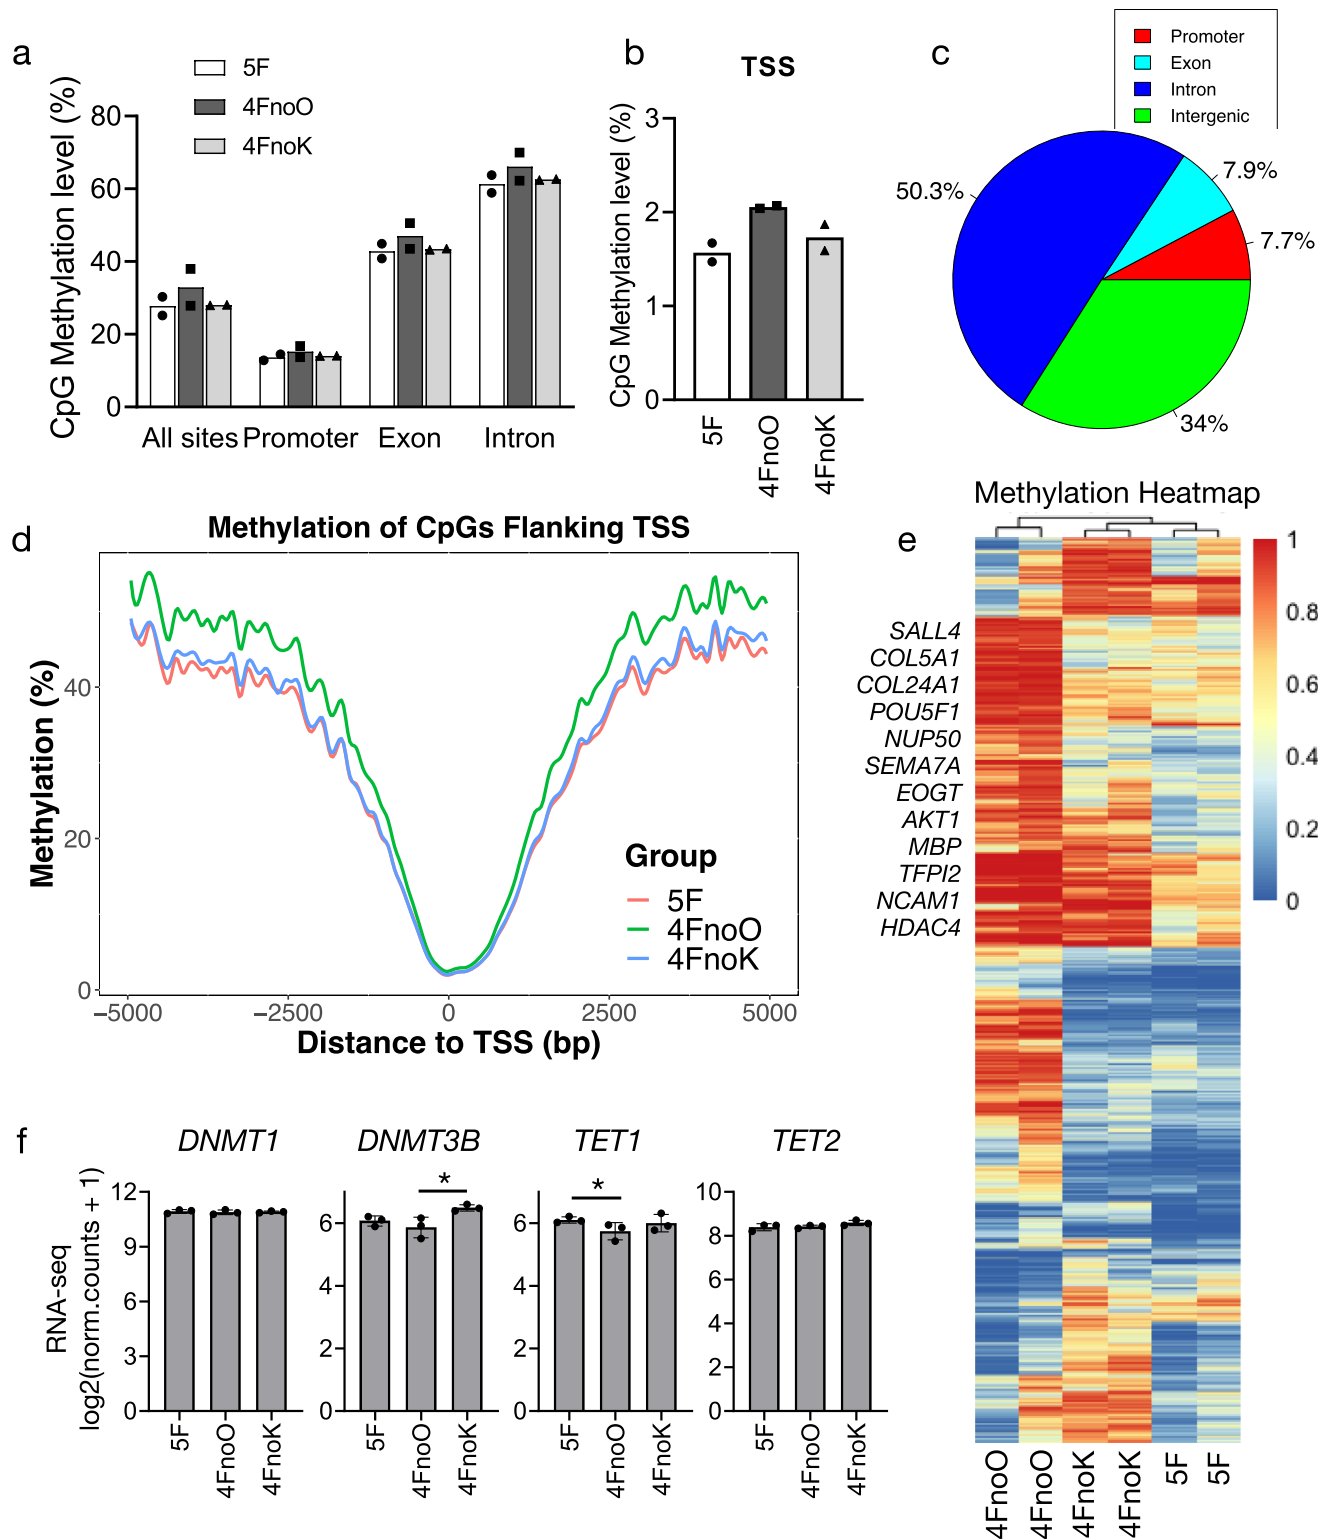 a
5F
4FnoO
4FnoK
CpG Methylation level (%)
80
60
40
20
0
All sites
Promoter
Exon
Intron
b
TSS
CpG Methylation level (%)
3
2
1
0
5F
4FnoO
4FnoK
c
Promoter
Exon
Intron
Intergenic
50.3%
7.9%
7.7%
34%
d
Methylation of CpGs Flanking TSS
Methylation (%)
40
20
0
−5000
−2500
0
2500
5000
Distance to TSS (bp)
Group
5F
4FnoO
4FnoK
e
Methylation Heatmap
SALL4
COL5A1
COL24A1
POU5F1
NUP50
SEMA7A
EOGT
AKT1
MBP
TFPI2
NCAM1
HDAC4
1
0.8
0.6
0.4
0.2
0
4FnoO
4FnoO
4FnoK
4FnoK
5F
5F
f
RNA-seq
log2(norm.counts + 1)
DNMT1
12
9
6
3
0
5F
4FnoO
4FnoK
DNMT3B
*
6
4
2
0
5F
4FnoO
4FnoK
TET1
*
6
4
2
0
5F
4FnoO
4FnoK
TET2
10
8
6
4
2
0
5F
4FnoO
4FnoK